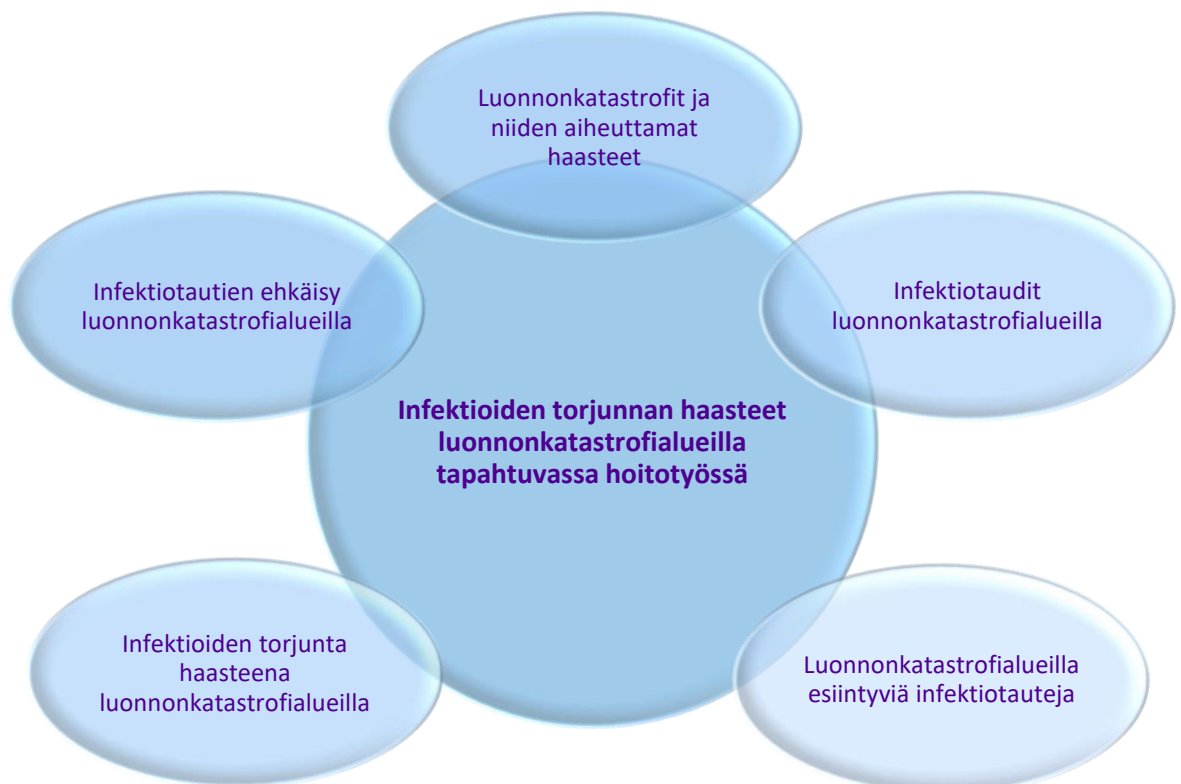 Luonnonkatastrofit ja
niiden aiheuttamat
haasteet
Infektiotautien ehkäisy
luonnonkatastrofialueilla
Infektiotaudit
luonnonkatastrofialueilla
Infektioiden torjunnan haasteet
luonnonkatastrofialueilla
tapahtuvassa hoitotyössä
Infektioiden torjunta
haasteena
luonnonkatastrofialueilla
Luonnonkatastrofialueilla
esiintyviä infektiotauteja